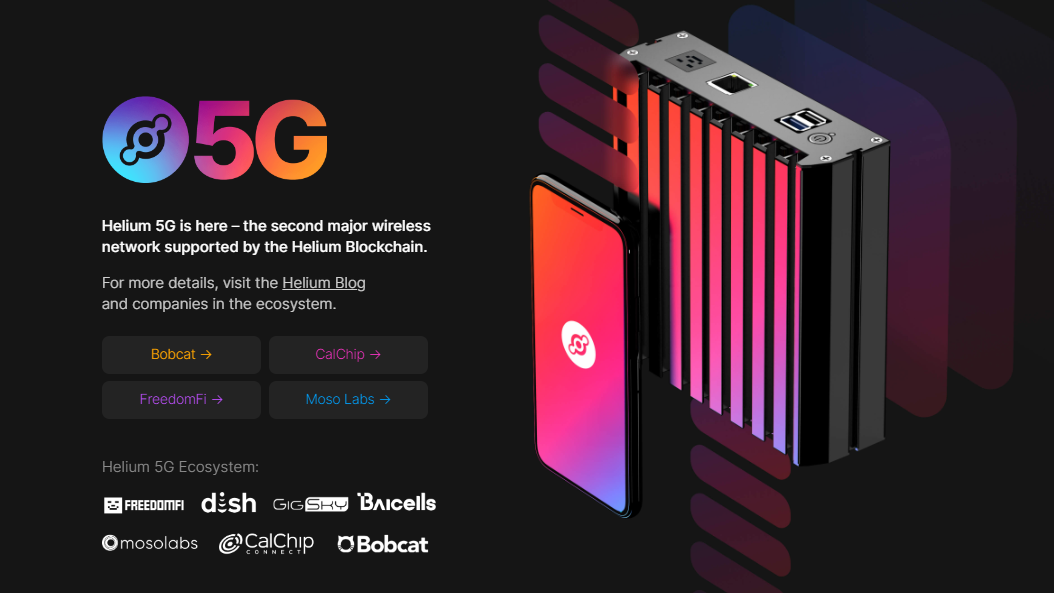 5G
Helium 5G is here – the second major wireless
network supported by the Helium Blockchain.
For more details, visit the Helium Blog
and companies in the ecosystem.
Bobcat →
CalChip →
FreedomFi →
Moso Labs →
Helium 5G Ecosystem:
FREEDOMFI dish GIGSKY BAicells
mosolabs CalChip CONNECT Bobcat